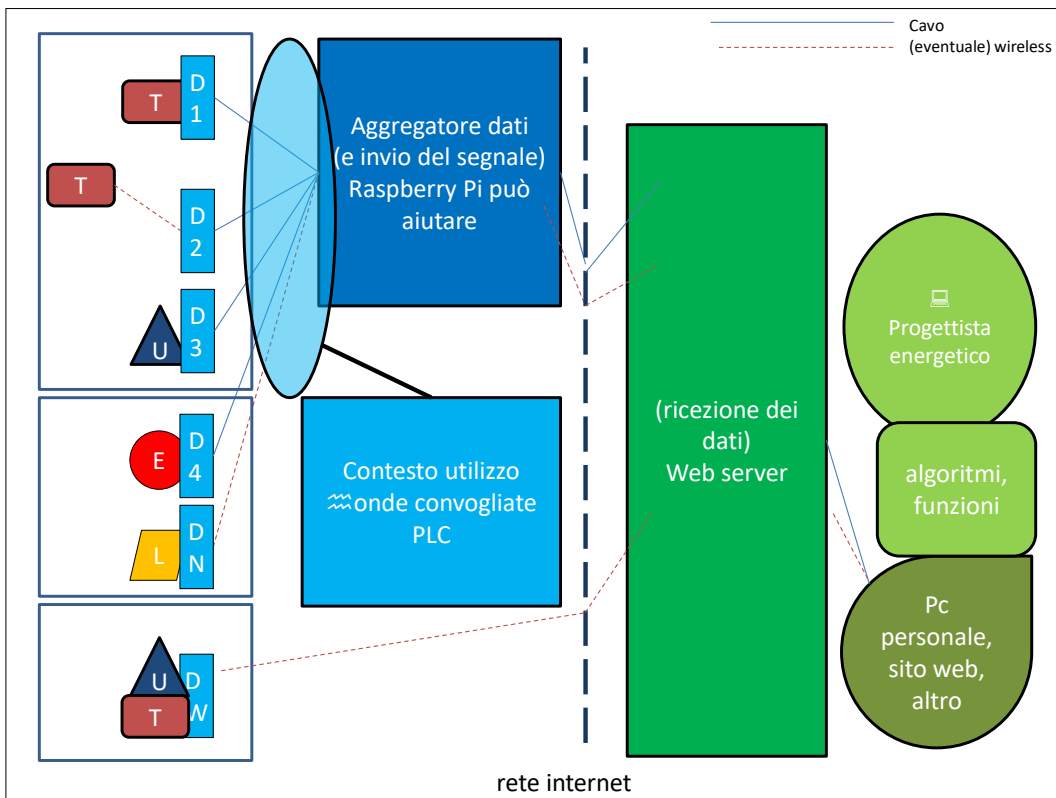 Cavo
(eventuale) wireless
T
D
1
T
D
2
U
D
3
E
D
4
L
D
N
U
D
W
T
Aggregatore dati
(e invio del segnale)
Raspberry Pi può
aiutare
Contesto utilizzo
onde convogliate
PLC
(ricezione dei
dati)
Web server
Progettista
energetico
algoritmi,
funzioni
Pc
personale,
sito web,
altro
rete internet